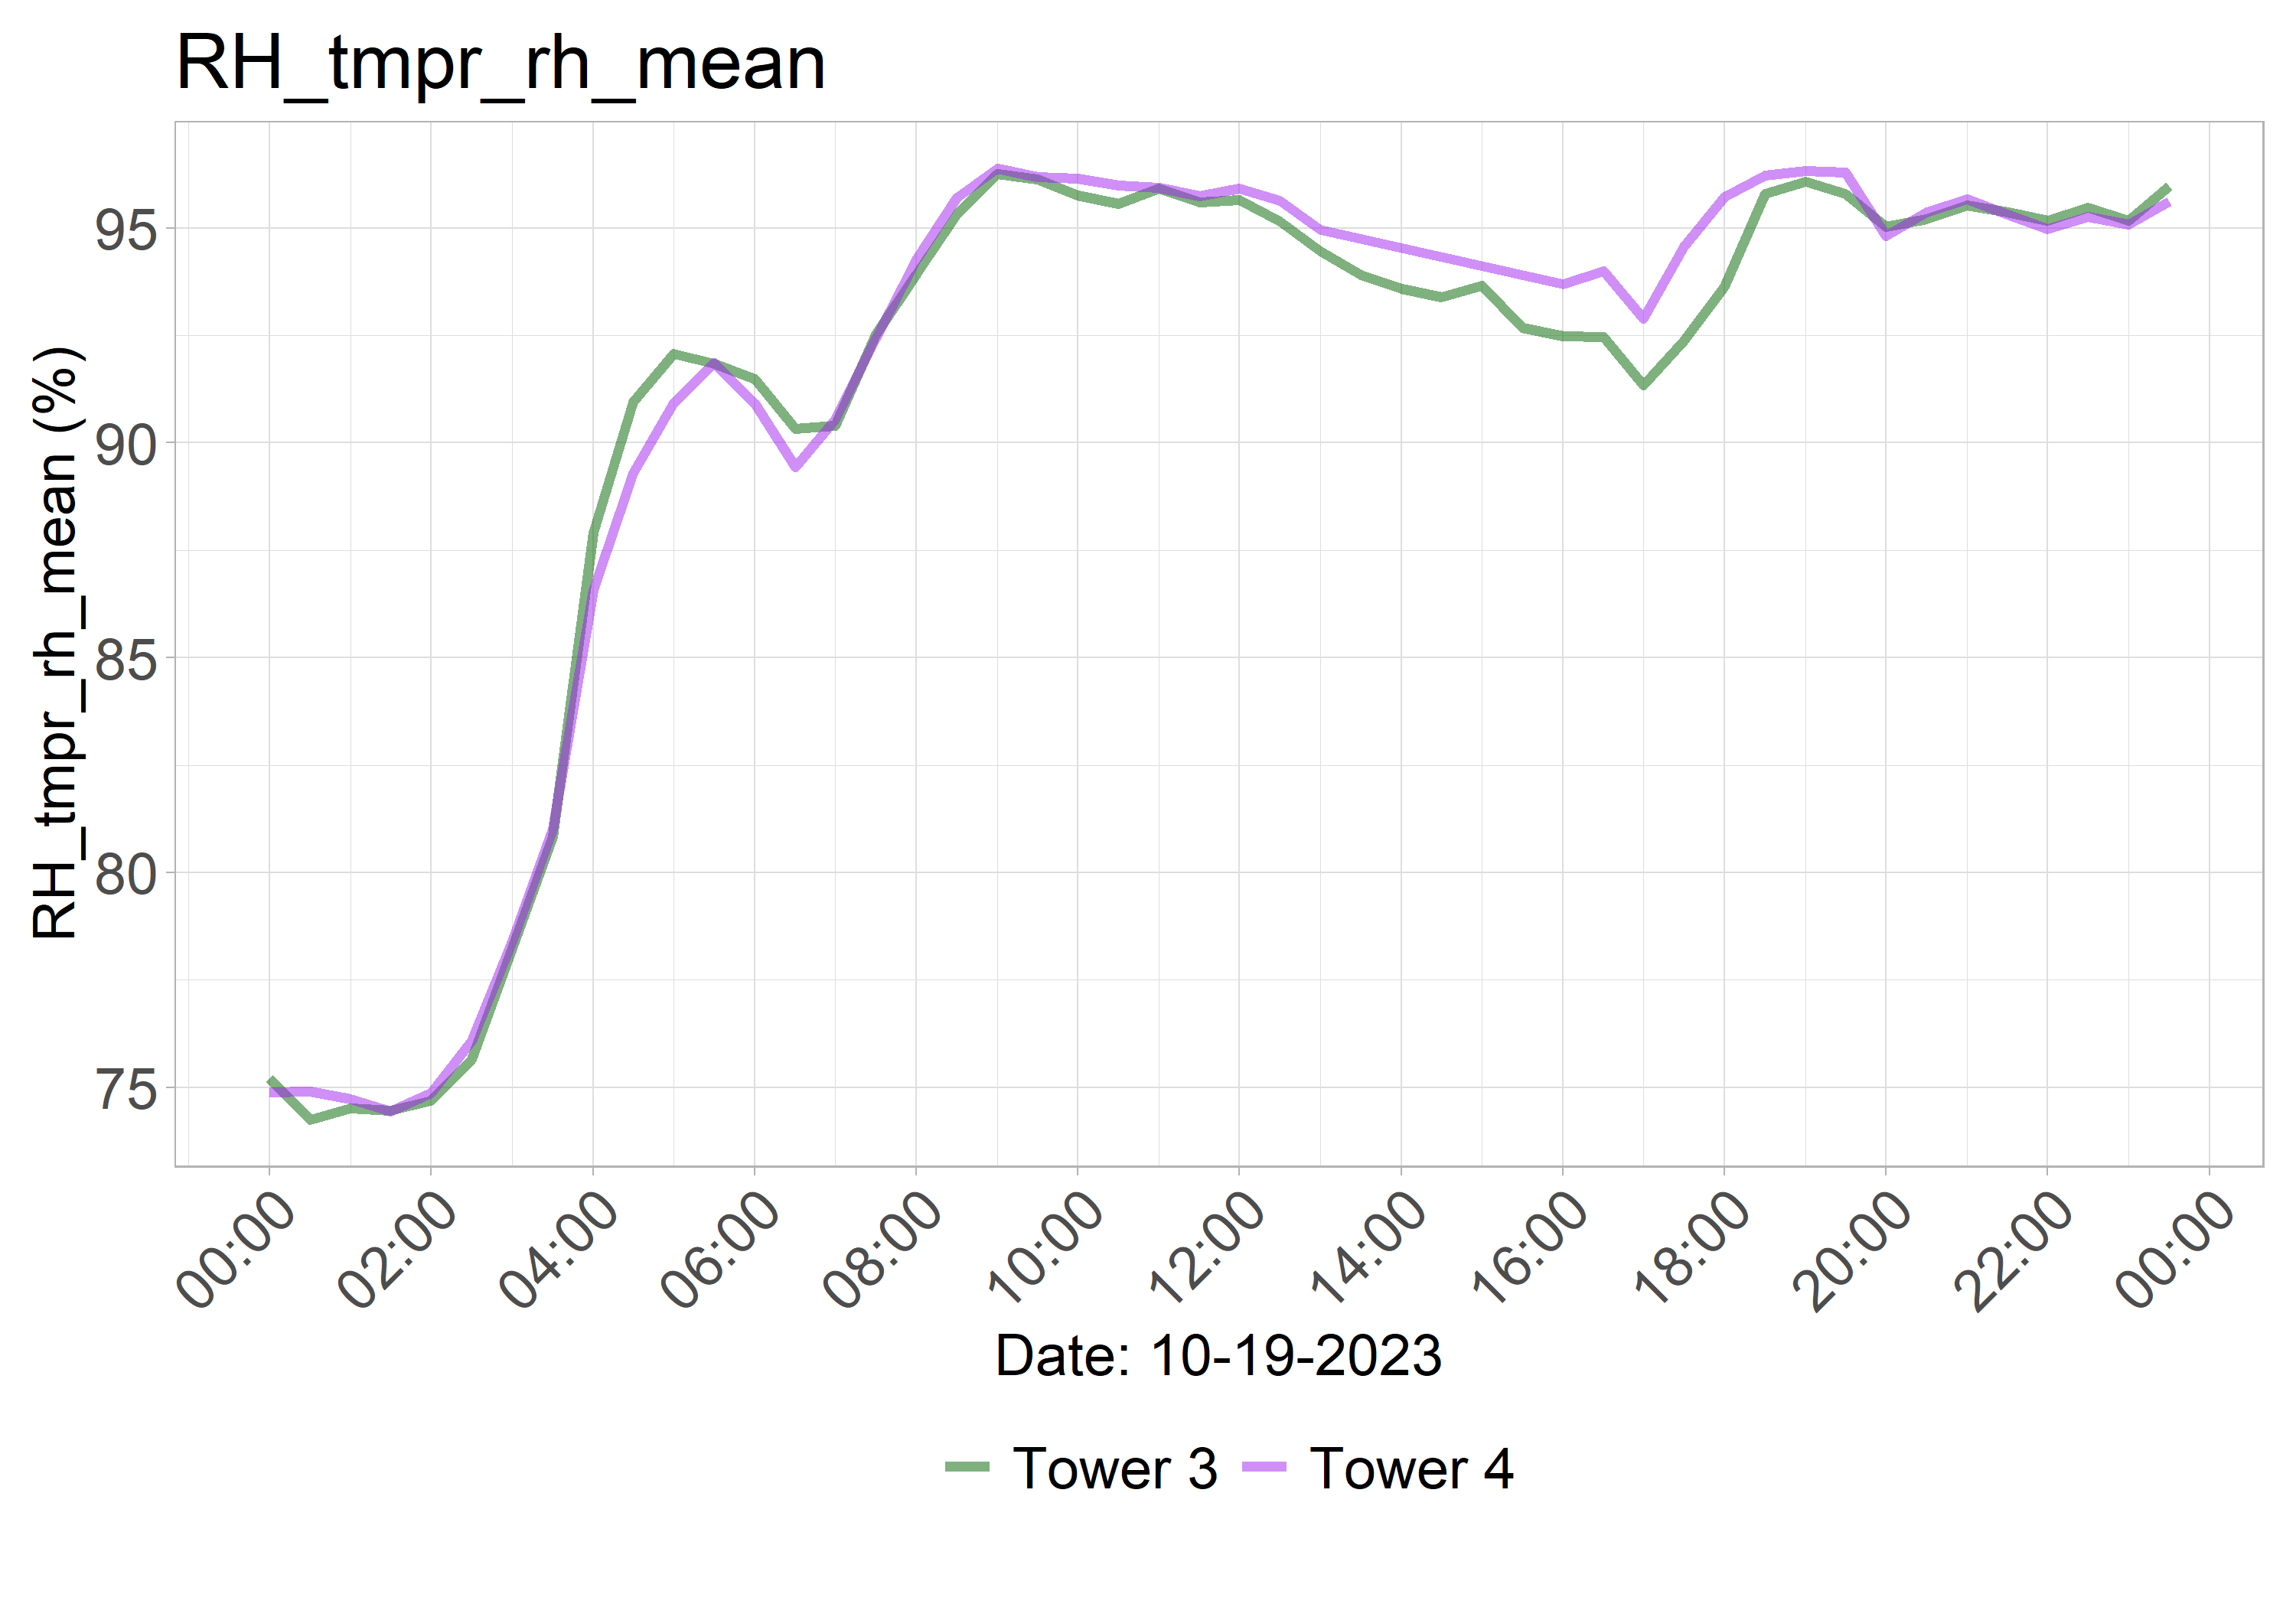 RH_tmpr_rh_mean
RH_tmpr_rh_mean (%)
95
90
85
80
75
00:00 02:00 04:00 06:00 08:00 10:00 12:00 14:00 16:00 18:00 20:00 22:00 00:00
Date: 10-19-2023
Tower 3 Tower 4